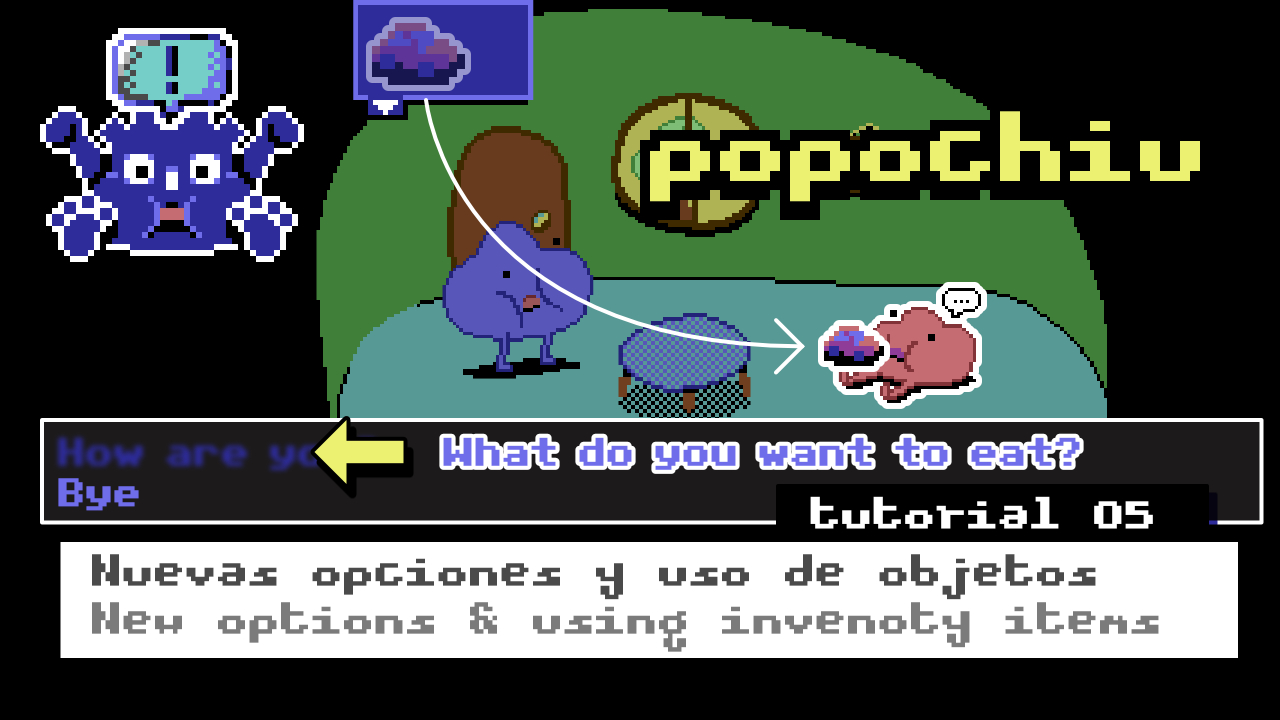 !
popochiu
...
How are yo
What do you want to eat?
Bye
tutorial 05
Nuevas opciones y uso de objetos
New options & using invenoty items